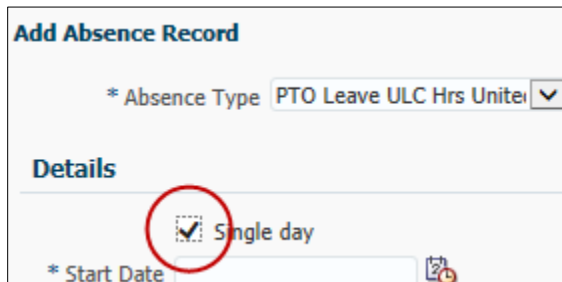 Add Absence Record
* Absence Type PTO Leave ULC Hrs Unite
Details
Single day
* Start Date